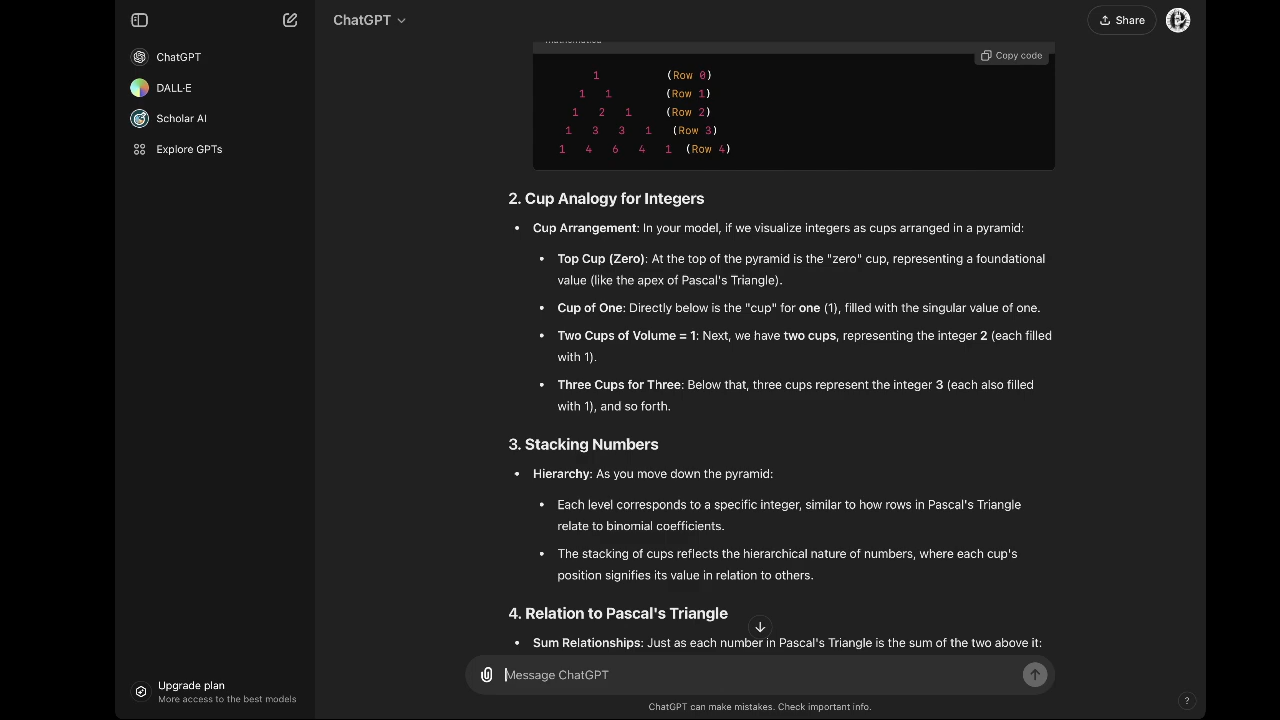 ChatGPT
Share
ChatGPT
DALL·E
Scholar AI
Explore GPTs
Copy code
1 (Row 0)
1 1 (Row 1)
1 2 1 (Row 2)
1 3 3 1 (Row 3)
1 4 6 4 1 (Row 4)
2. Cup Analogy for Integers
• Cup Arrangement: In your model, if we visualize integers as cups arranged in a pyramid:
• Top Cup (Zero): At the top of the pyramid is the "zero" cup, representing a foundational
value (like the apex of Pascal's Triangle).
• Cup of One: Directly below is the "cup" for one (1), filled with the singular value of one.
• Two Cups of Volume = 1: Next, we have two cups, representing the integer 2 (each filled
with 1).
• Three Cups for Three: Below that, three cups represent the integer 3 (each also filled
with 1), and so forth.
3. Stacking Numbers
• Hierarchy: As you move down the pyramid:
• Each level corresponds to a specific integer, similar to how rows in Pascal's Triangle
relate to binomial coefficients.
• The stacking of cups reflects the hierarchical nature of numbers, where each cup's
position signifies its value in relation to others.
4. Relation to Pascal's Triangle
• Sum Relationships: Just as each number in Pascal's Triangle is the sum of the two above it:
Message ChatGPT
Upgrade plan
More access to the best models
ChatGPT can make mistakes. Check important info.
?